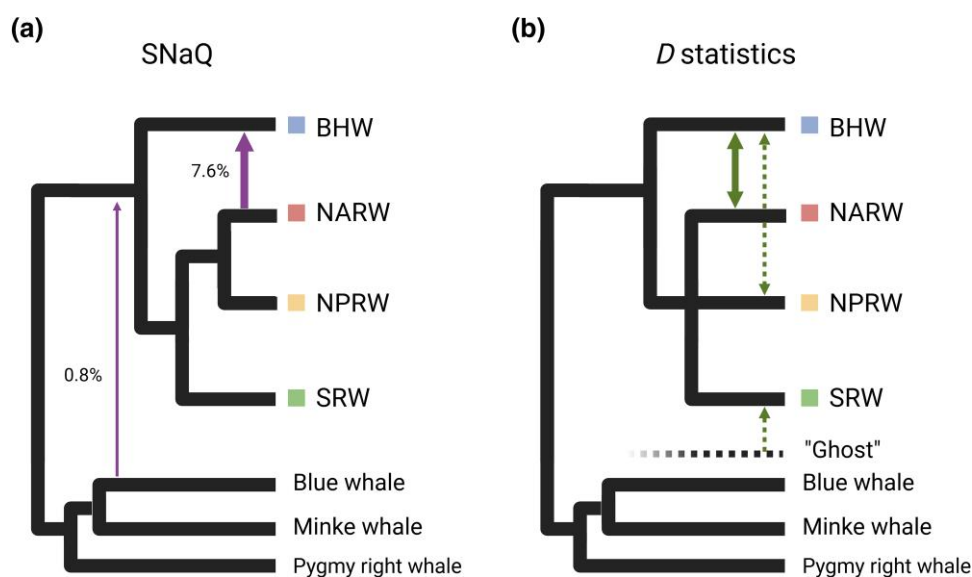 (a)
SNaQ
BHW
7.6%
NARW
NPRW
0.8%
SRW
Blue whale
Minke whale
Pygmy right whale
(b)
D statistics
BHW
NARW
NPRW
SRW
"Ghost"
Blue whale
Minke whale
Pygmy right whale